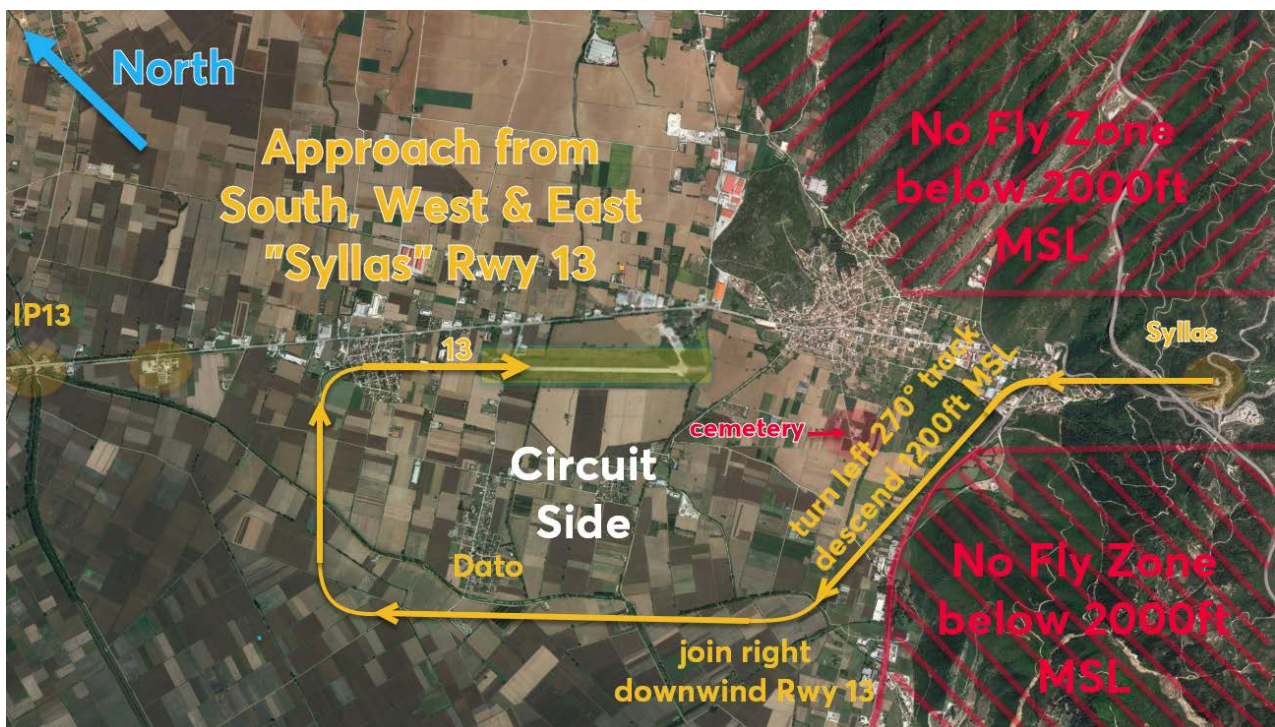 North
Approach from
South, West & East
"Syllas" Rwy 13
No Fly Zone
below 2000ft
MSL
IP13
13
Syllas
cemetery
turn left 270° track
descend 1200ft MSL
Circuit
Side
Dato
join right
downwind Rwy 13
No Fly Zone
below 2000ft
MSL